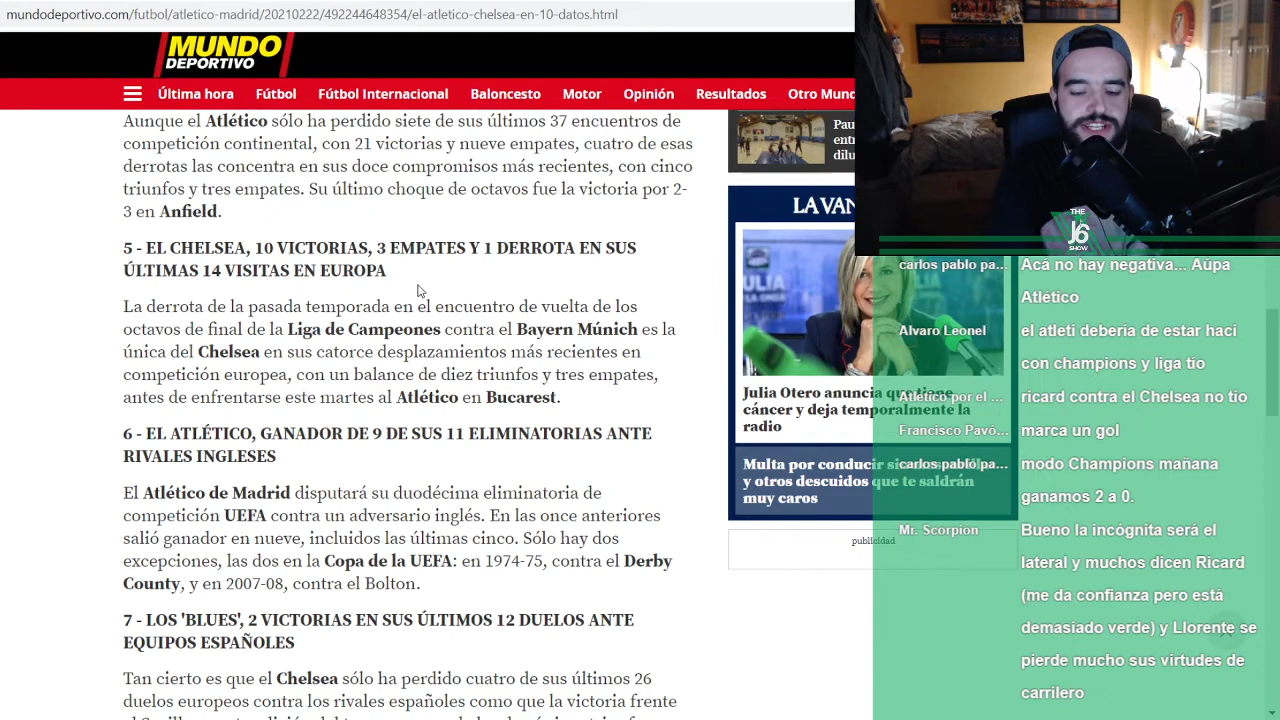 mundodeportivo.com/futbol/atletico-madrid/20210222/492244648354/el-atletico-chelsea-en-10-datos.html
MUNDO
DEPORTIVO
Última hora Fútbol Fútbol Internacional Baloncesto Motor Opinión Resultados Otro Mund
Aunque el Atlético sólo ha perdido siete de sus últimos 37 encuentros de
competición continental, con 21 victorias y nueve empates, cuatro de esas
derrotas las concentra en sus doce compromisos más recientes, con cinco
triunfos y tres empates. Su último choque de octavos fue la victoria por 2-
3 en Anfield.
5 - EL CHELSEA, 10 VICTORIAS, 3 EMPATES Y 1 DERROTA EN SUS
ÚLTIMAS 14 VISITAS EN EUROPA
La derrota de la pasada temporada en el encuentro de vuelta de los
octavos de final de la Liga de Campeones contra el Bayern Múnich es la
única del Chelsea en sus catorce desplazamientos más recientes en
competición europea, con un balance de diez triunfos y tres empates,
antes de enfrentarse este martes al Atlético en Bucarest.
6 - EL ATLÉTICO, GANADOR DE 9 DE SUS 11 ELIMINATORIAS ANTE
RIVALES INGLESES
El Atlético de Madrid disputará su duodécima eliminatoria de
competición UEFA contra un adversario inglés. En las once anteriores
salió ganador en nueve, incluidos las últimas cinco. Sólo hay dos
excepciones, las dos en la Copa de la UEFA: en 1974-75, contra el Derby
County, y en 2007-08, contra el Bolton.
7 - LOS 'BLUES', 2 VICTORIAS EN SUS ÚLTIMOS 12 DUELOS ANTE
EQUIPOS ESPAÑOLES
Tan cierto es que el Chelsea sólo ha perdido cuatro de sus últimos 26
duelos europeos contra los rivales españoles como que la victoria frente
Pau
entre
dilu
LA VAN
JULIA
LA ONDA
Julia Otero anuncia que tiene
cáncer y deja temporalmente la
radio
Multa por conducir
y otros descuidos que te saldrán
muy caros
publicidad
THE
J6
SHOW
carlos pablo pa... Acá no hay negativa... Aúpa
Atlético
Alvaro Leonel el atleti debería de estar haci
con champions y liga tio
Atlético por el ... ricard contra el Chelsea no tio
Francisco Pavó... marca un gol
carlos pablo pa... modo Champions mañana
ganamos 2 a 0.
Mr. Scorpion Bueno la incógnita será el
lateral y muchos dicen Ricard
(me da confianza pero está
demasiado verde) y Llorente se
pierde mucho sus virtudes de
carrilero